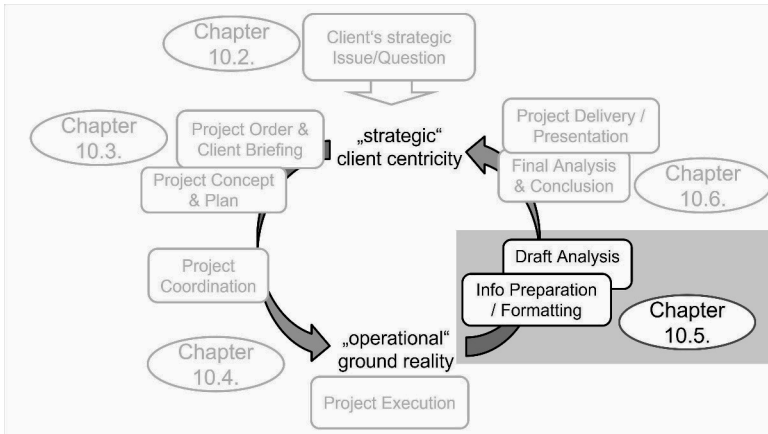 Chapter
10.2.
Client's strategic
Issue/Question
Chapter
10.3.
Project Order &
Client Briefing
Project Concept
& Plan
„strategic“
client centricity
Project Delivery /
Presentation
Final Analysis
& Conclusion
Chapter
10.6.
Project
Coordination
Draft Analysis
Info Preparation
/ Formatting
Chapter
10.5.
Chapter
10.4.
„operational“
ground reality
Project Execution